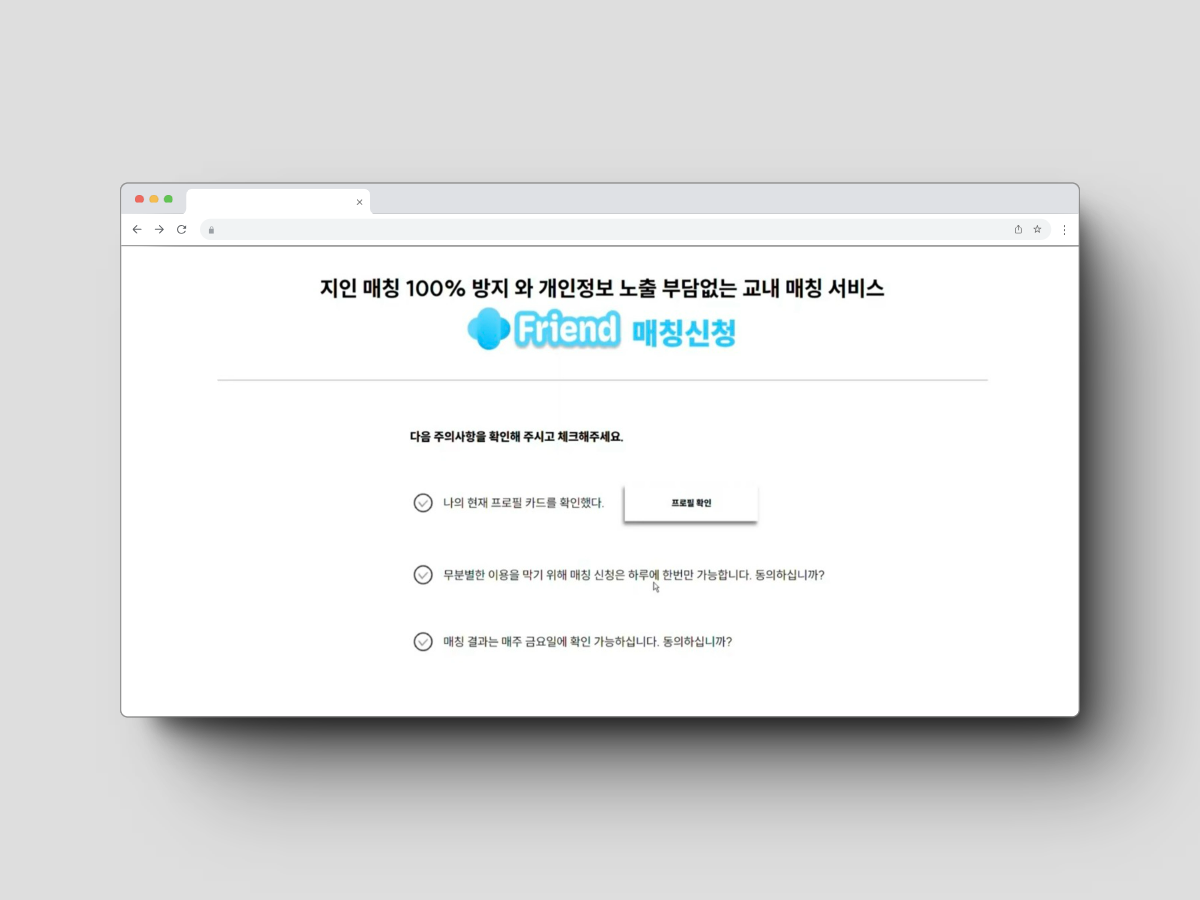 지인 매칭 100% 방지 와 개인정보 노출 부담없는 교내 매칭 서비스
Friend 매칭신청
다음 주의사항을 확인해 주시고 체크해주세요.
나의 현재 프로필 카드를 확인했다. 프로필 확인
무분별한 이용을 막기 위해 매칭 신청은 하루에 한번만 가능합니다. 동의하십니까?
매칭 결과는 매주 금요일에 확인 가능하십니다. 동의하십니까?